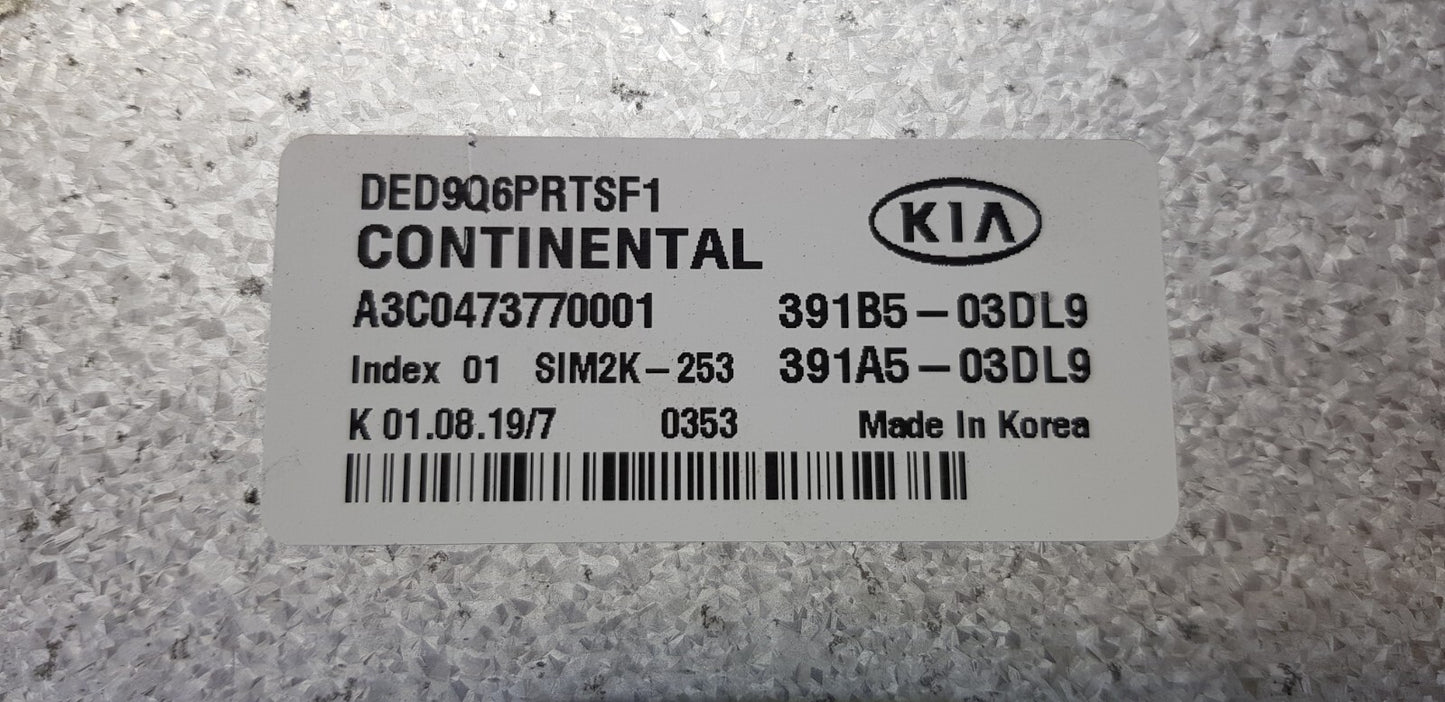 DED9Q6PRTSF1
CONTINENTAL
KIA
A3C0473770001 391B5-03DL9
Index 01 SIM2K-253 391A5-03DL9
K 01.08.19/7 0353 Made In Korea